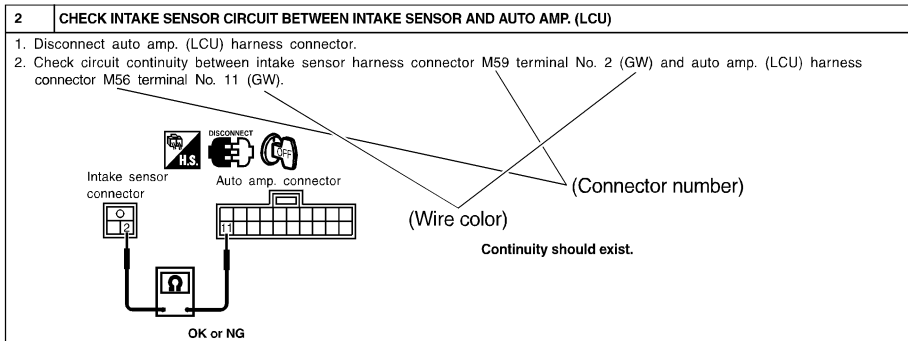 2 CHECK INTAKE SENSOR CIRCUIT BETWEEN INTAKE SENSOR AND AUTO AMP. (LCU)
1. Disconnect auto amp. (LCU) harness connector.
2. Check circuit continuity between intake sensor harness connector M59 terminal No. 2 (GW) and auto amp. (LCU) harness
connector M56 terminal No. 11 (GW).
DISCONNECT
H.S.
OFF
Intake sensor
connector
Auto amp. connector
(Connector number)
(Wire color)
2
11
Continuity should exist.
Ω
OK or NG